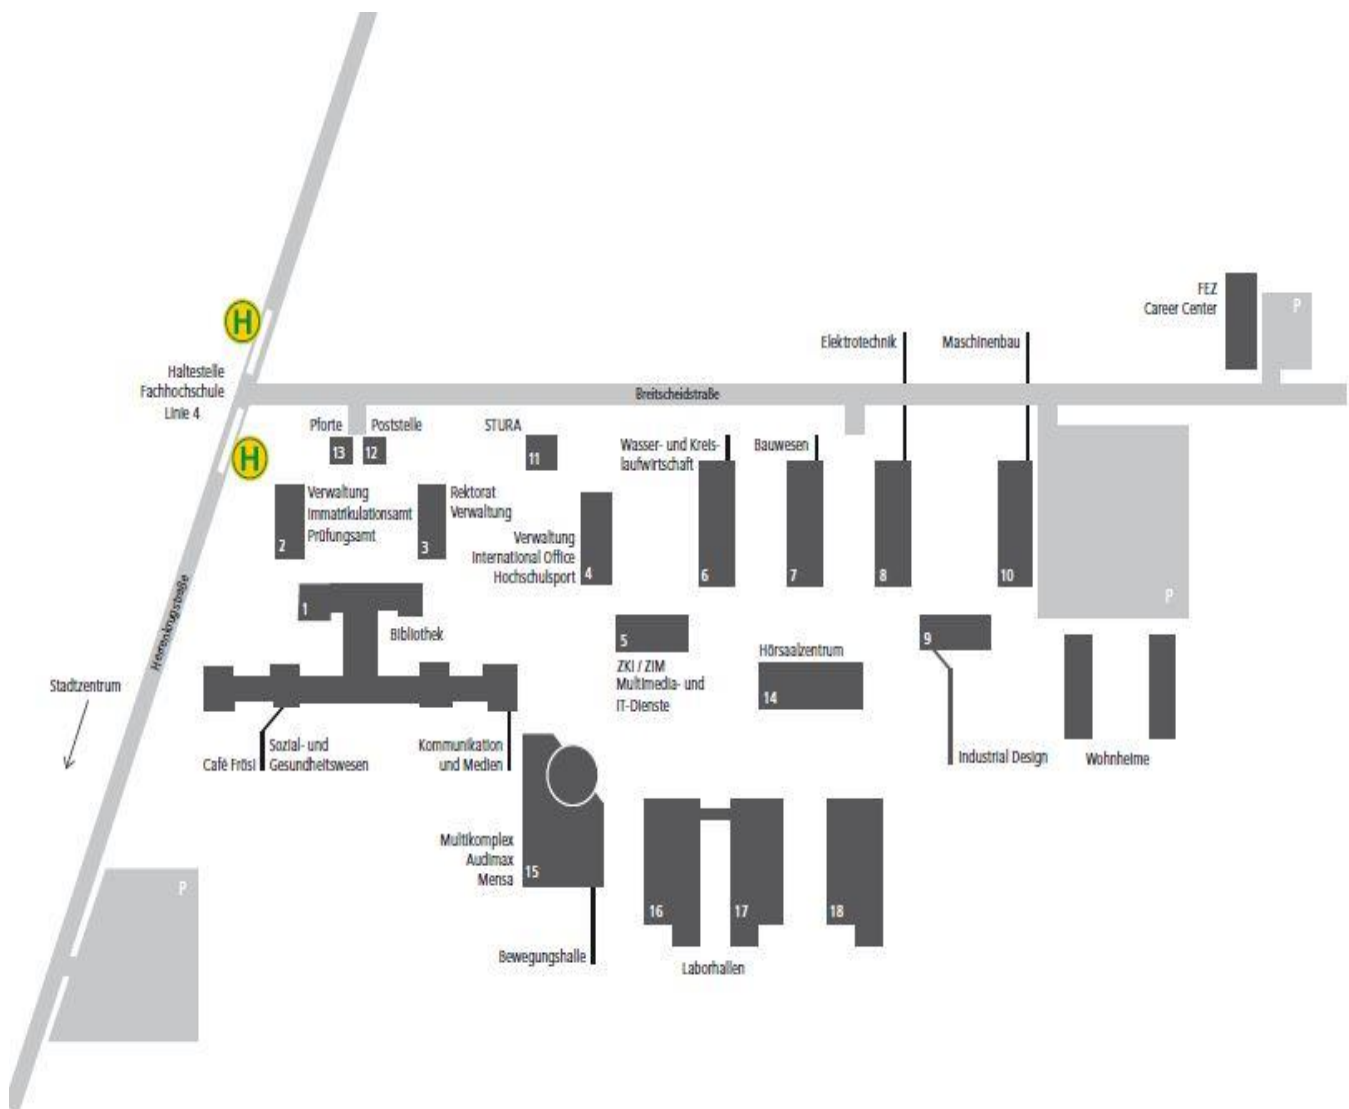 H
Haltestelle
Fachhochschule
Linie 4
H
FEZ
Career Center
P
Elektrotechnik
Maschinenbau
Breitscheidstraße
Pforte
13
Poststelle
12
STURA
11
Wasser- und Kreis-
laufwirtschaft
6
Bauwesen
7
8
10
P
Verwaltung
Immatrikulationsamt
Prüfungsamt
2
Rektorat
Verwaltung
3
Verwaltung
International Office
Hochschulsport
4
Herrenkrugstraße
1
Bibliothek
5
ZKI / ZIM
Multimedia- und
IT-Dienste
Hörsaalzentrum
14
9
Industrial Design
Wohnheime
Stadtzentrum
Café Frösi
Sozial- und
Gesundheitswesen
Kommunikation
und Medien
Multikomplex
Audimax
Mensa
15
Bewegungshalle
16
17
18
Laborhallen
P